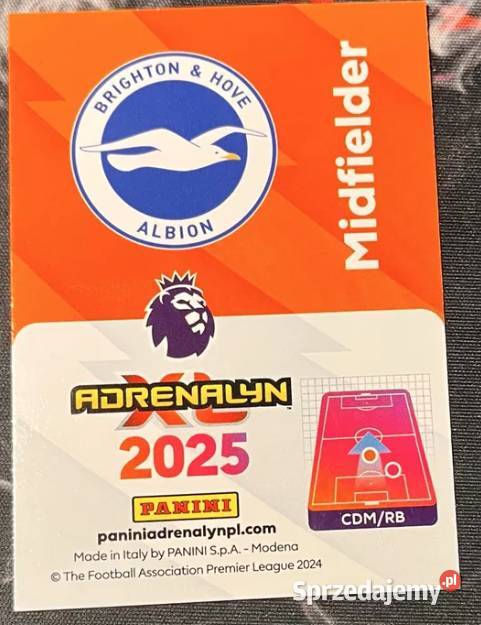 BRIGHTON & HOVE
ALBION
Midfielder
ADRENALYN
XL™
2025
PANINI
paniniadrenalynpl.com
Made in Italy by PANINI S.p.A. - Modena
© The Football Association Premier League 2024
CDM/RB
Sprzedajemy.pl